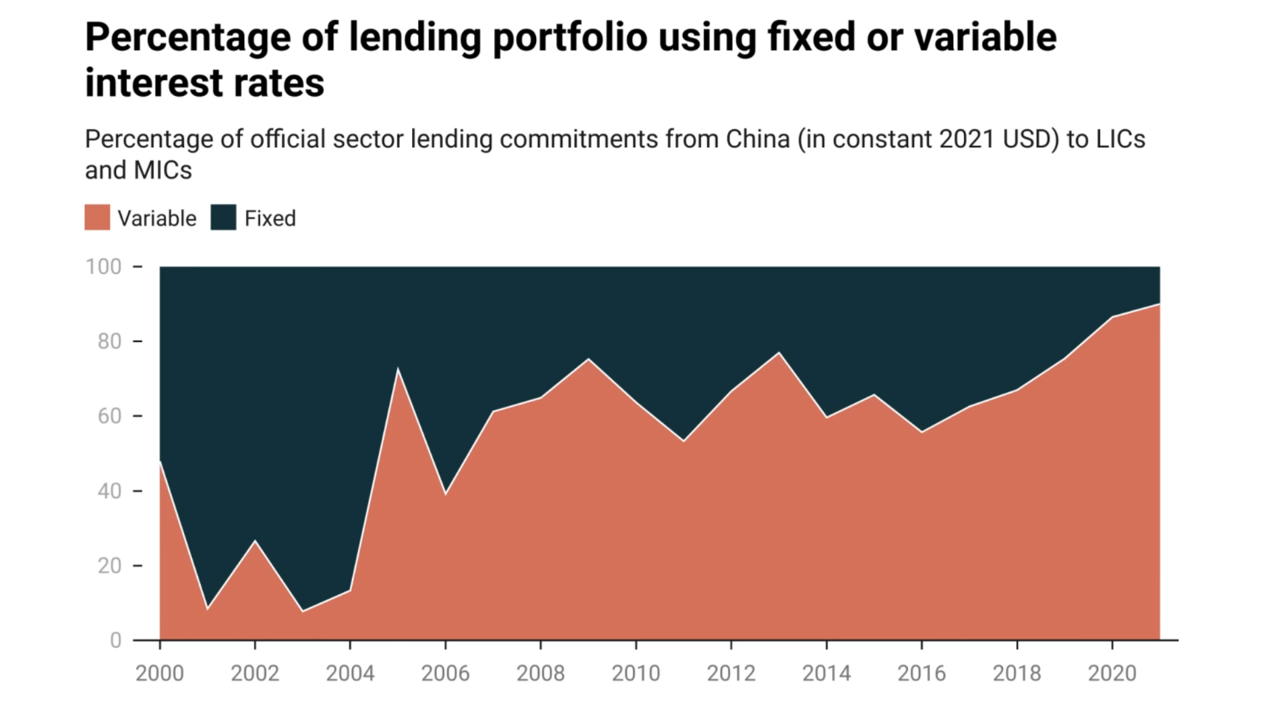 Percentage of lending portfolio using fixed or variable
interest rates
Percentage of official sector lending commitments from China (in constant 2021 USD) to LICs
and MICs
Variable Fixed
100
80
60
40
20
0
2000 2002 2004 2006 2008 2010 2012 2014 2016 2018 2020